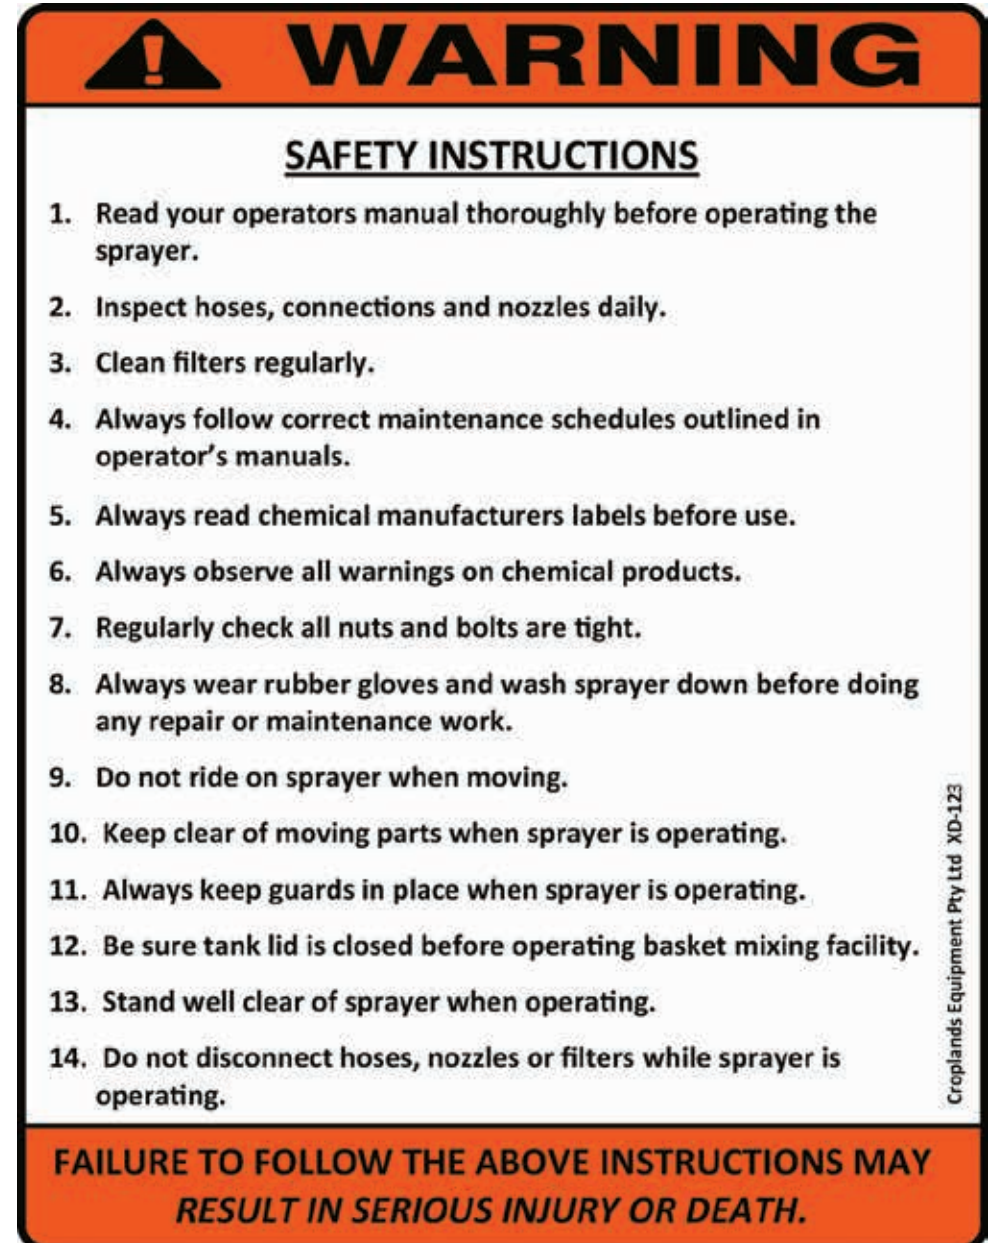 WARNING
SAFETY INSTRUCTIONS
1. Read your operators manual thoroughly before operating the
sprayer.
2. Inspect hoses, connections and nozzles daily.
3. Clean filters regularly.
4. Always follow correct maintenance schedules outlined in
operator’s manuals.
5. Always read chemical manufacturers labels before use.
6. Always observe all warnings on chemical products.
7. Regularly check all nuts and bolts are tight.
8. Always wear rubber gloves and wash sprayer down before doing
any repair or maintenance work.
9. Do not ride on sprayer when moving.
10. Keep clear of moving parts when sprayer is operating.
11. Always keep guards in place when sprayer is operating.
12. Be sure tank lid is closed before operating basket mixing facility.
13. Stand well clear of sprayer when operating.
14. Do not disconnect hoses, nozzles or filters while sprayer is
operating.
Croplands Equipment Pty Ltd XD-123
FAILURE TO FOLLOW THE ABOVE INSTRUCTIONS MAY
RESULT IN SERIOUS INJURY OR DEATH.